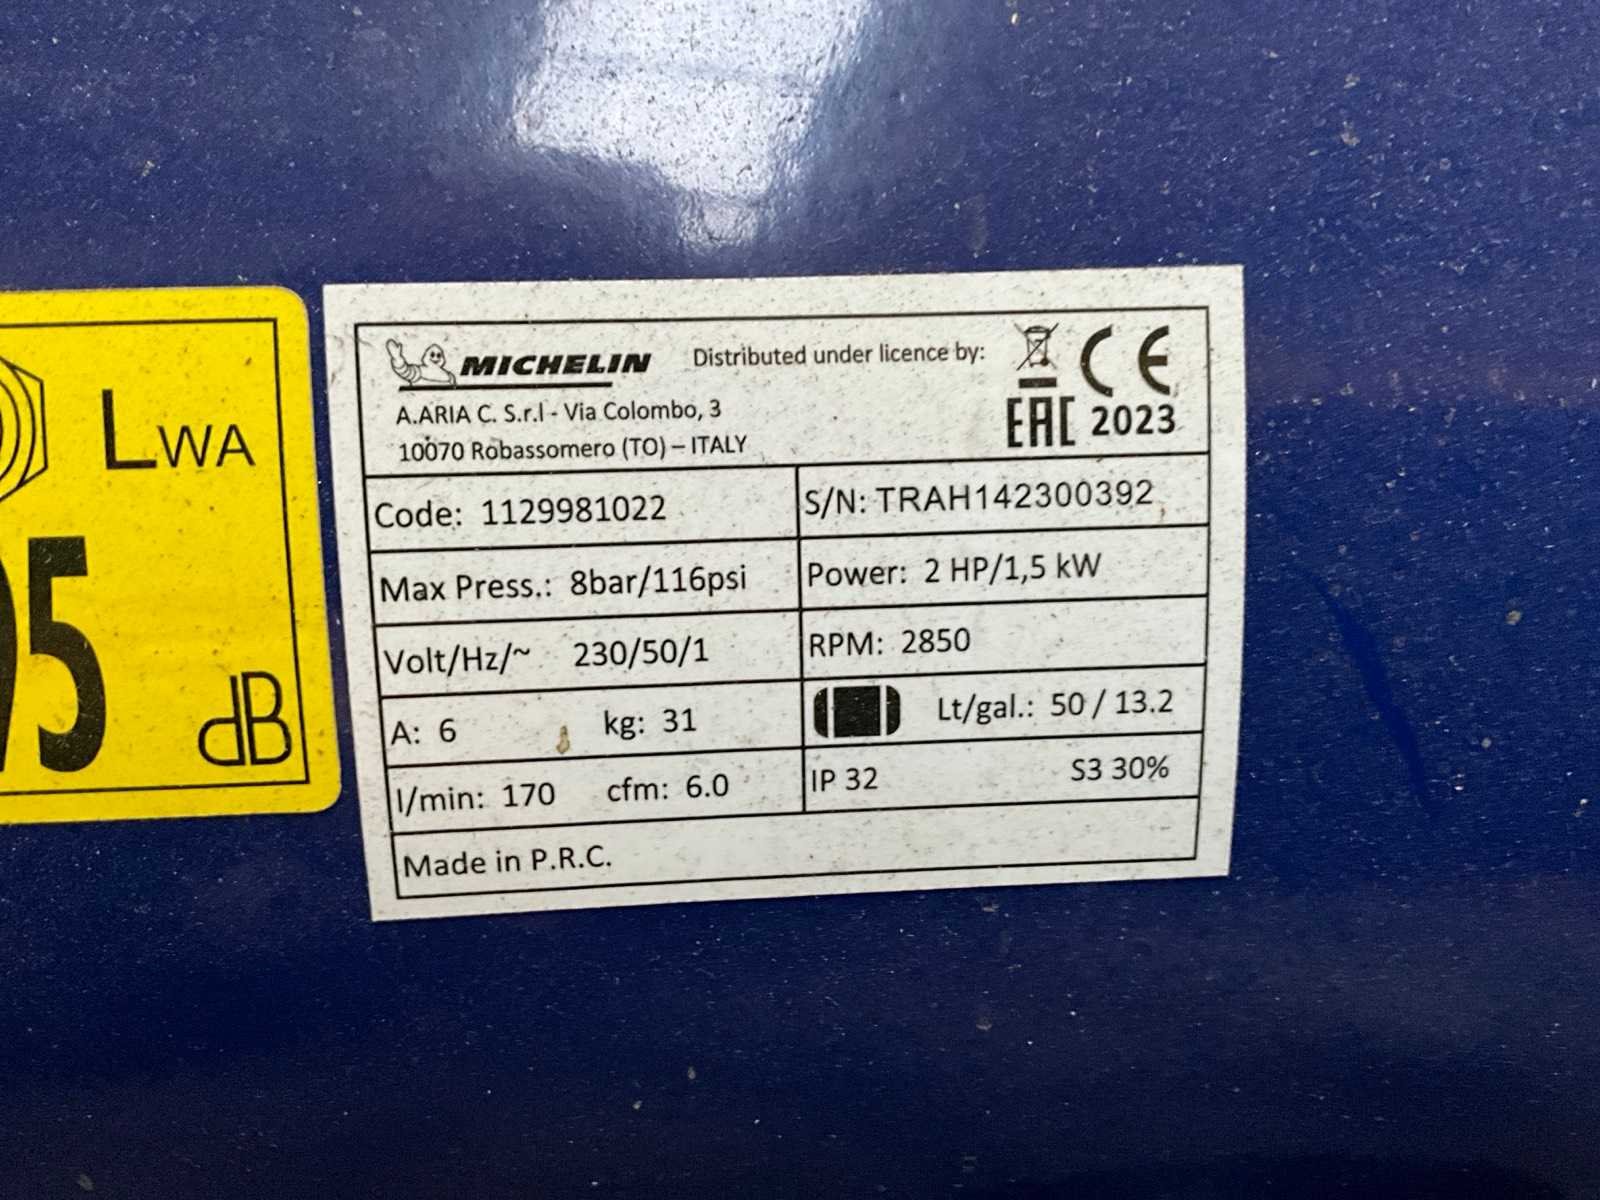 LWA
95
dB
MICHELIN Distributed under licence by: CE
A.ARIA C. S.r.l - Via Colombo, 3
10070 Robassomero (TO) – ITALY
EAC 2023
Code: 1129981022 S/N: TRAH142300392
Max Press.: 8bar/116psi Power: 2 HP/1,5 kW
Volt/Hz/~ 230/50/1 RPM: 2850
A: 6 kg: 31 Lt/gal.: 50 / 13.2
l/min: 170 cfm: 6.0 IP 32 S3 30%
Made in P.R.C.